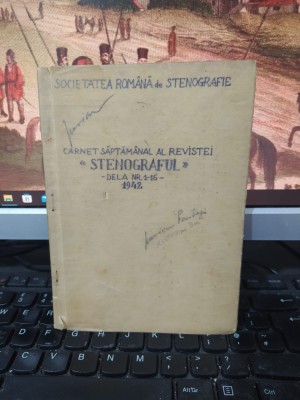 SOCIETATEA ROMÂNĂ de STENOGRAFIE
CARNET SĂPTĂMÂNAL AL REVISTEI
« STENOGRAFUL »
- DELA NR. 1-16 -
1942